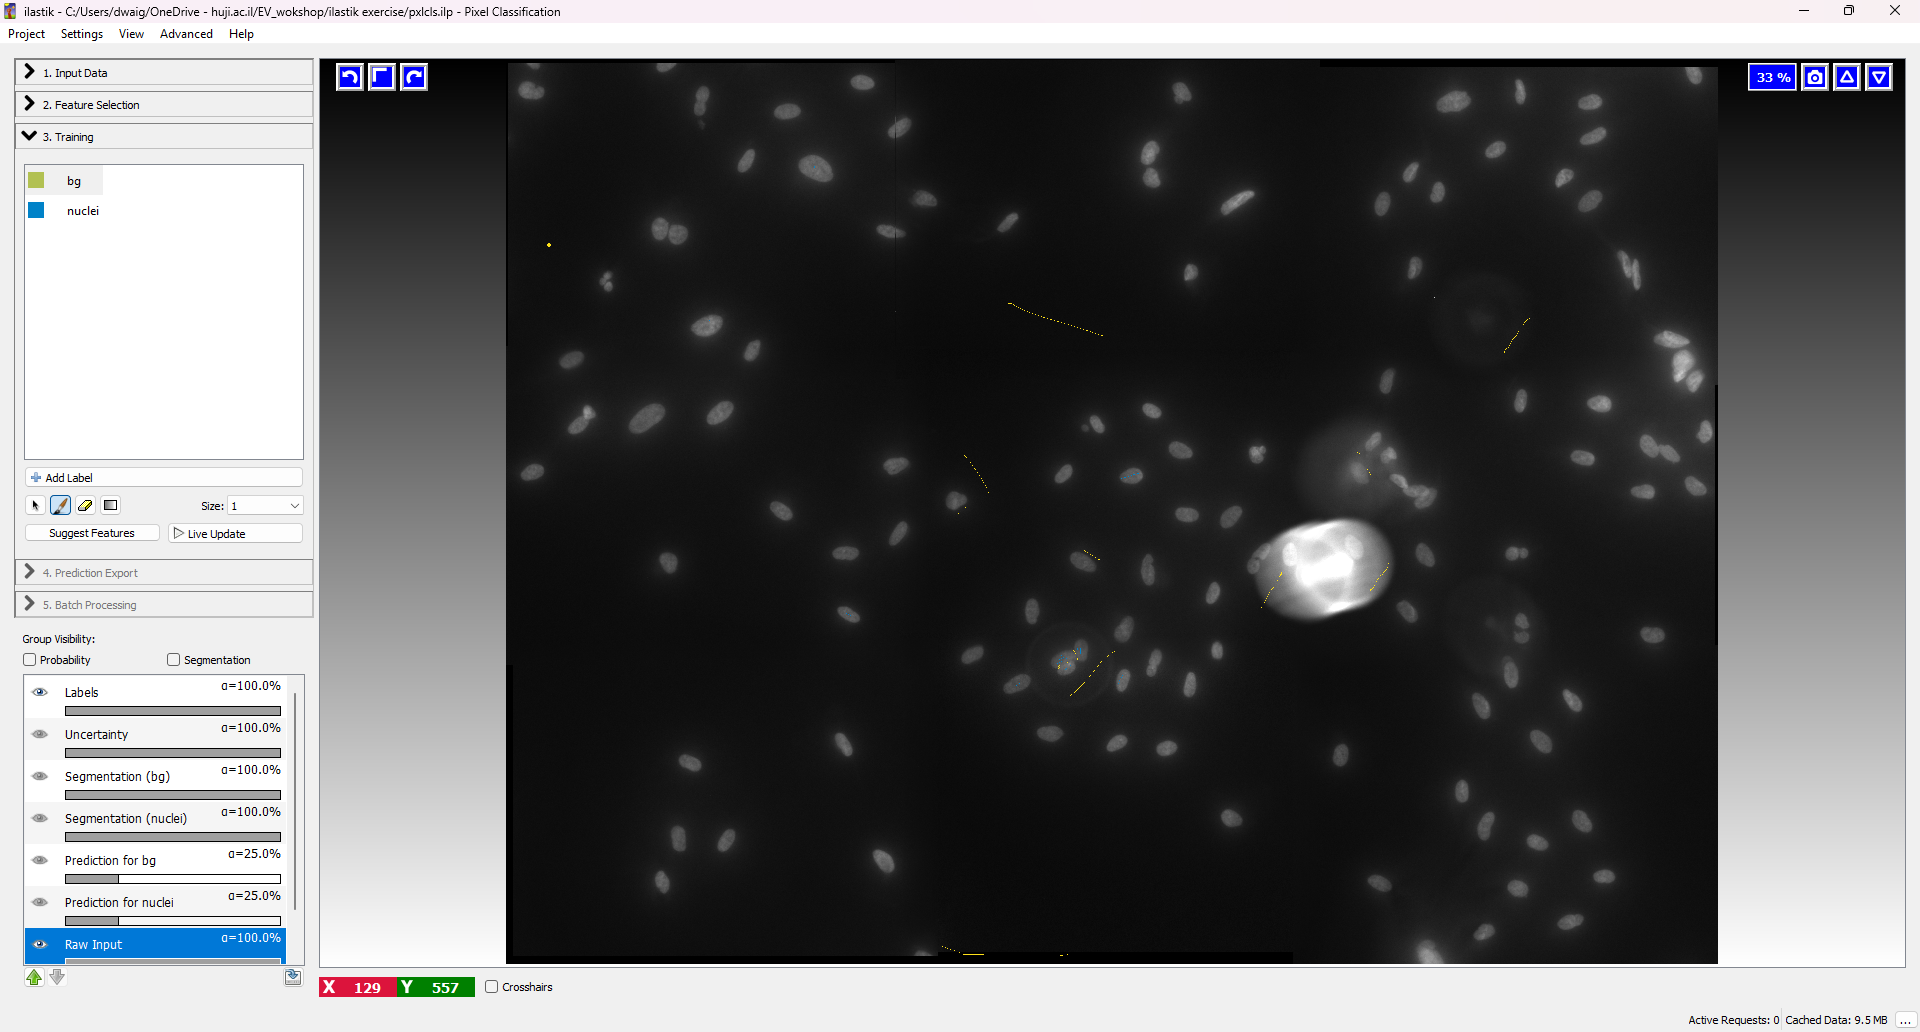 ilastik - C:/Users/dwaig/OneDrive - huji.ac.il/EV_wokshop/ilastik exercise/pxlcls.ilp - Pixel Classification
Project Settings View Advanced Help
1. Input Data
2. Feature Selection
3. Training
bg
nuclei
Add Label
Size: 1
Suggest Features Live Update
4. Prediction Export
5. Batch Processing
Group Visibility:
Probability Segmentation
Labels α=100.0%
Uncertainty α=100.0%
Segmentation (bg) α=100.0%
Segmentation (nuclei) α=100.0%
Prediction for bg α=25.0%
Prediction for nuclei α=25.0%
Raw Input α=100.0%
33 %
X 129 Y 557 Crosshairs
Active Requests: 0 Cached Data: 9.5 MB ...